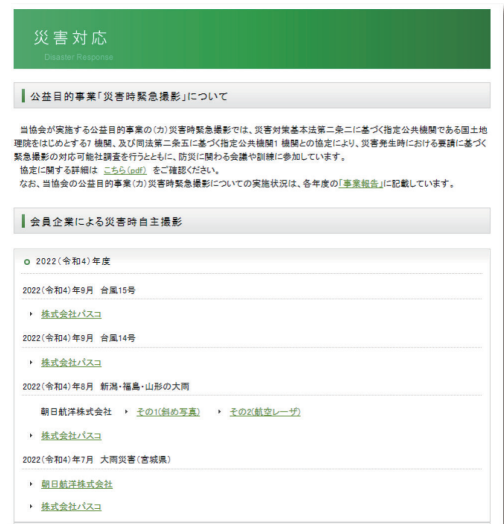 災害対応
Disaster Response
公益目的事業「災害時緊急撮影」について
当協会が実施する公益目的事業の(カ)災害時緊急撮影では、災害対策基本法第二条二に基づく指定公共機関である国土地
理院をはじめとする7 機関、及び同法第二条五に基づく指定公共機関1 機関との協定により、災害発生時における要請に基づく
緊急撮影の対応可能社調査を行うとともに、防災に関わる会議や訓練に参加しています。
協定に関する詳細は こちら(pdf) をご確認ください。
なお、当協会の公益目的事業(カ)災害時緊急撮影についての実施状況は、各年度の「事業報告」に記載しています。
会員企業による災害時自主撮影
2022(令和4)年度
2022(令和4)年9月 台風15号
株式会社パスコ
2022(令和4)年9月 台風14号
株式会社パスコ
2022(令和4)年8月 新潟・福島・山形の大雨
朝日航洋株式会社 その1(斜め写真) その2(航空レーザ)
株式会社パスコ
2022(令和4)年7月 大雨災害(宮城県)
朝日航洋株式会社
株式会社パスコ